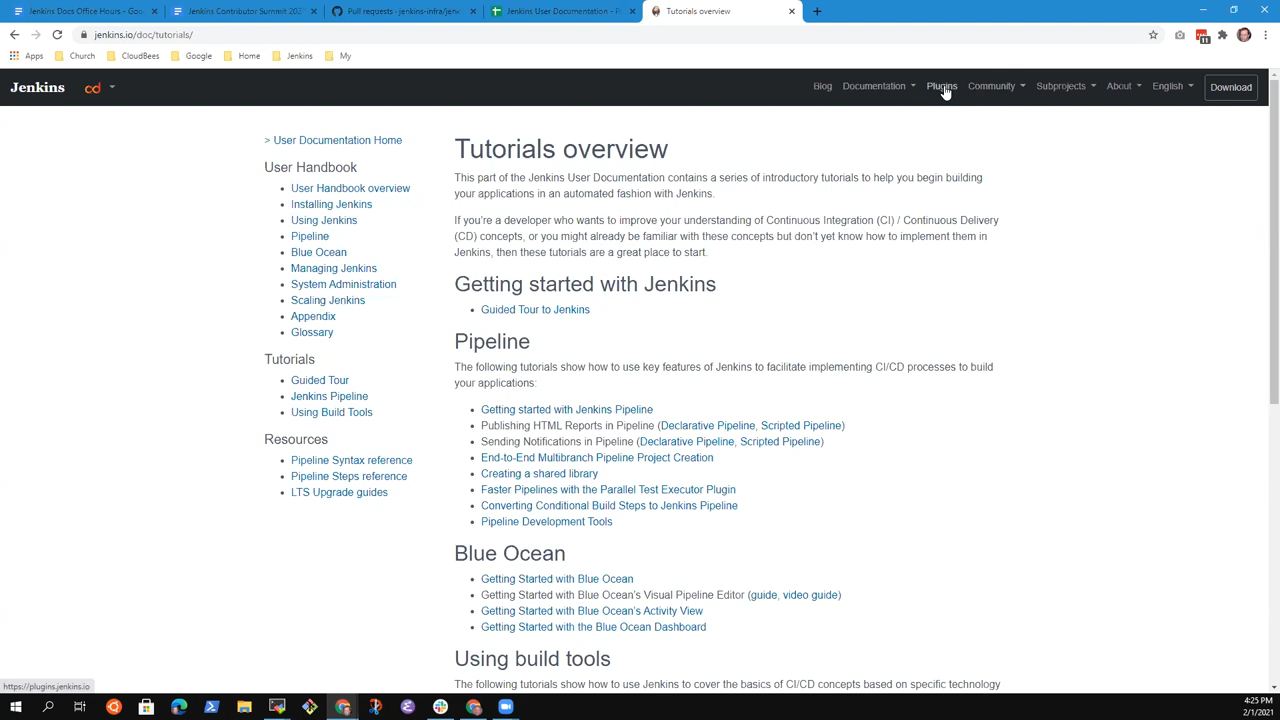 Jenkins Docs Office Hours - Goo
Jenkins Contributor Summit 202
Pull requests · jenkins-infra/jen
Jenkins User Documentation - P
Tutorials overview
jenkins.io/doc/tutorials/
11
Apps
Church
CloudBees
Google
Home
Jenkins
My
Jenkins
cd
Blog
Documentation
Plugins
Community
Subprojects
About
English
Download
> User Documentation Home
User Handbook
• User Handbook overview
• Installing Jenkins
• Using Jenkins
• Pipeline
• Blue Ocean
• Managing Jenkins
• System Administration
• Scaling Jenkins
• Appendix
• Glossary
Tutorials
• Guided Tour
• Jenkins Pipeline
• Using Build Tools
Resources
• Pipeline Syntax reference
• Pipeline Steps reference
• LTS Upgrade guides
Tutorials overview
This part of the Jenkins User Documentation contains a series of introductory tutorials to help you begin building
your applications in an automated fashion with Jenkins.
If you're a developer who wants to improve your understanding of Continuous Integration (CI) / Continuous Delivery
(CD) concepts, or you might already be familiar with these concepts but don't yet know how to implement them in
Jenkins, then these tutorials are a great place to start.
Getting started with Jenkins
• Guided Tour to Jenkins
Pipeline
The following tutorials show how to use key features of Jenkins to facilitate implementing CI/CD processes to build
your applications:
• Getting started with Jenkins Pipeline
• Publishing HTML Reports in Pipeline (Declarative Pipeline, Scripted Pipeline)
• Sending Notifications in Pipeline (Declarative Pipeline, Scripted Pipeline)
• End-to-End Multibranch Pipeline Project Creation
• Creating a shared library
• Faster Pipelines with the Parallel Test Executor Plugin
• Converting Conditional Build Steps to Jenkins Pipeline
• Pipeline Development Tools
Blue Ocean
• Getting Started with Blue Ocean
• Getting Started with Blue Ocean's Visual Pipeline Editor (guide, video guide)
• Getting Started with Blue Ocean's Activity View
• Getting Started with the Blue Ocean Dashboard
Using build tools
The following tutorials show how to use Jenkins to cover the basics of CI/CD concepts based on specific technology
https://plugins.jenkins.io
4:25 PM
2/1/2021